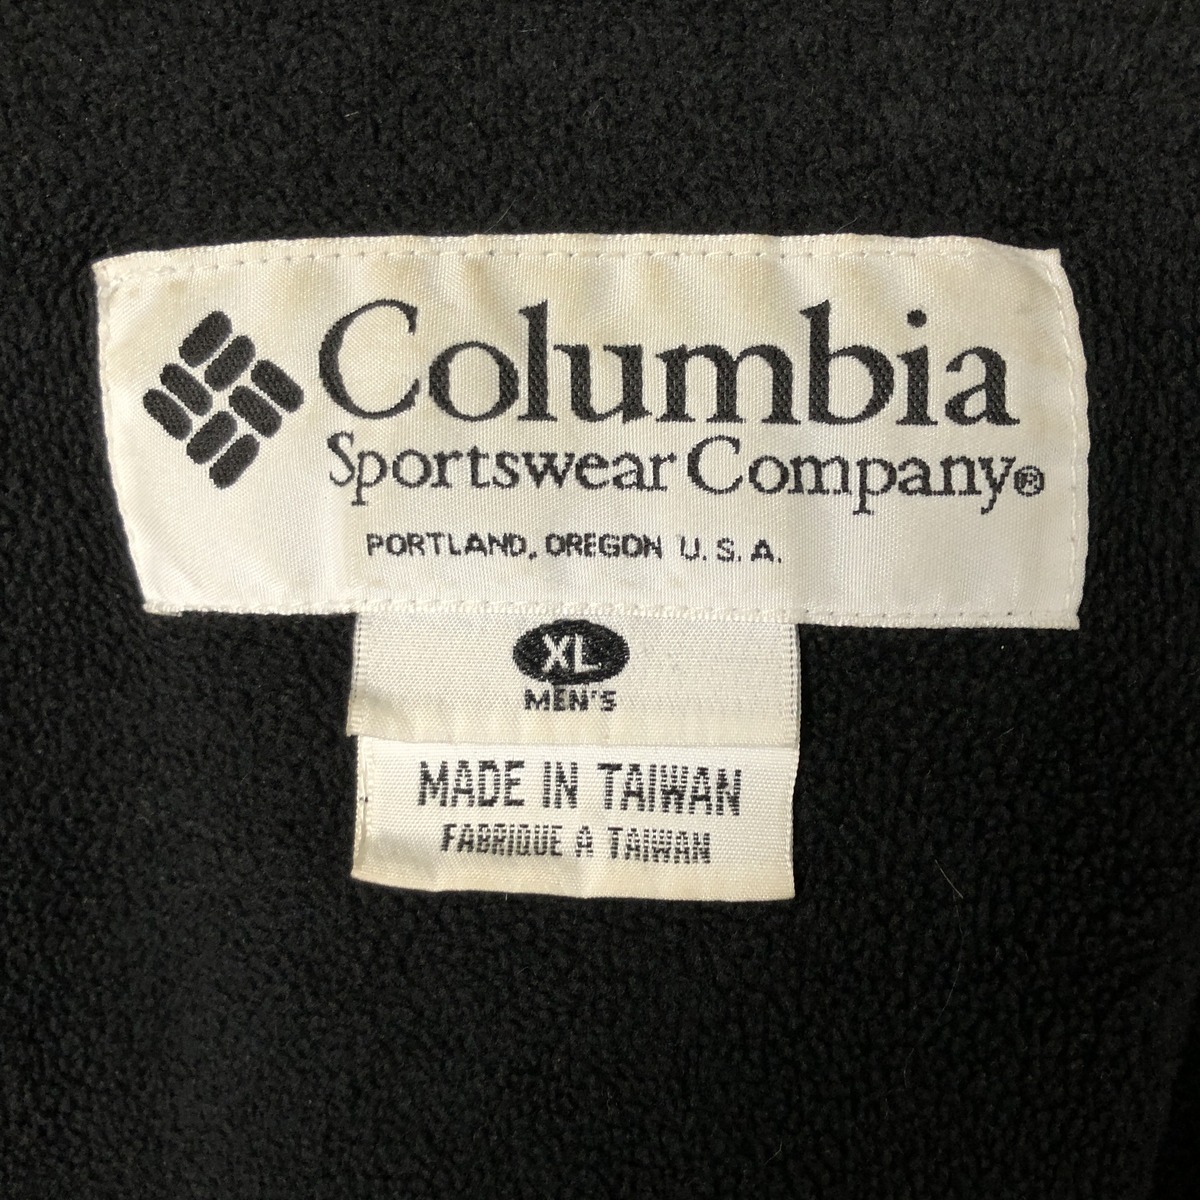 Columbia
Sportswear Company®
PORTLAND, OREGON U.S.A.
XL
MEN'S
MADE IN TAIWAN
FABRIQUE A TAIWAN